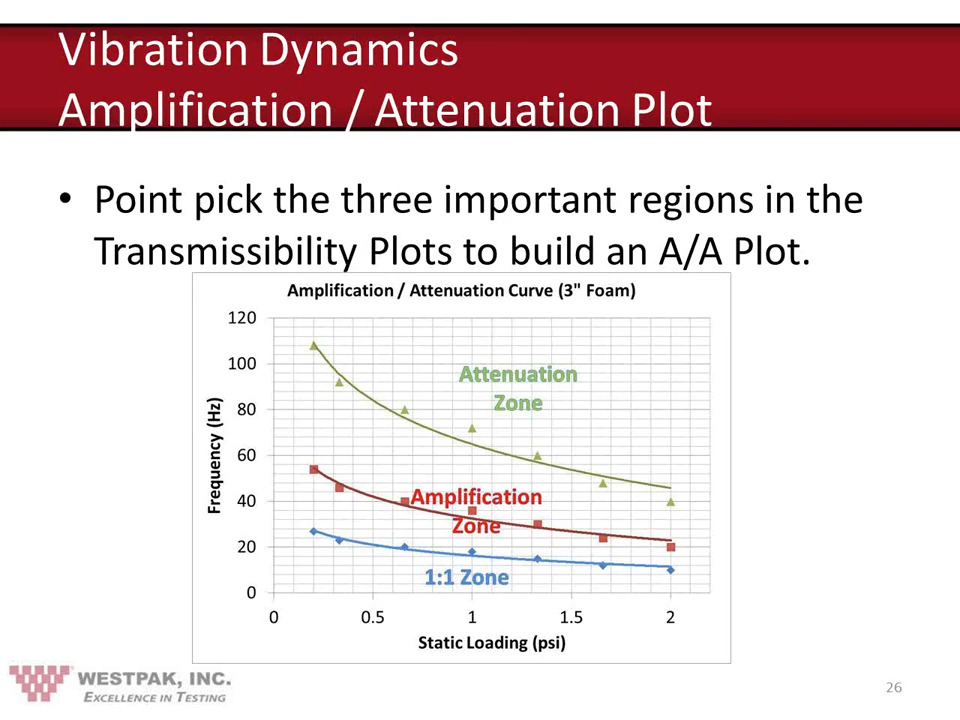 Vibration Dynamics
Amplification / Attenuation Plot
• Point pick the three important regions in the
Transmissibility Plots to build an A/A Plot.
Amplification / Attenuation Curve (3" Foam)
120
100
80
60
40
20
0
Frequency (Hz)
Attenuation
Zone
Amplification
Zone
1:1 Zone
0 0.5 1 1.5 2
Static Loading (psi)
WESTPAK, INC.
EXCELLENCE IN TESTING
26